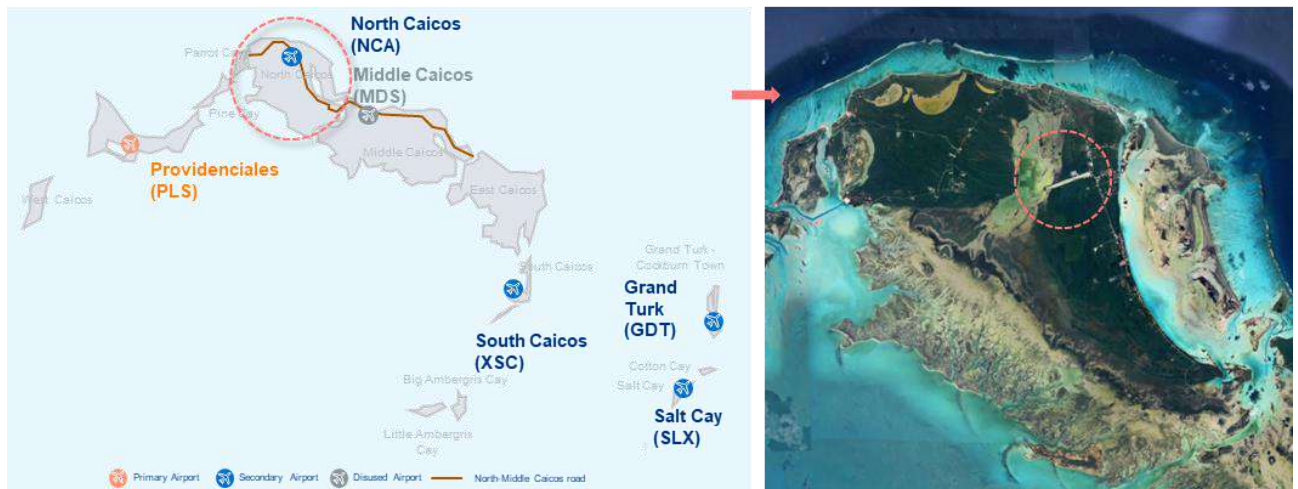 North Caicos
(NCA)
Parrot Cay
North Caicos
Middle Caicos
(MDS)
Pine Cay
Providenciales
(PLS)
Middle Caicos
West Caicos
East Caicos
South Caicos
Grand Turk -
Cockburn Town
Grand
Turk
(GDT)
South Caicos
(XSC)
Cotton Cay
Big Ambergris Cay
Salt Cay
Salt Cay
(SLX)
Little Ambergris
Cay
Primary Airport
Secondary Airport
Disused Airport
North-Middle Caicos road